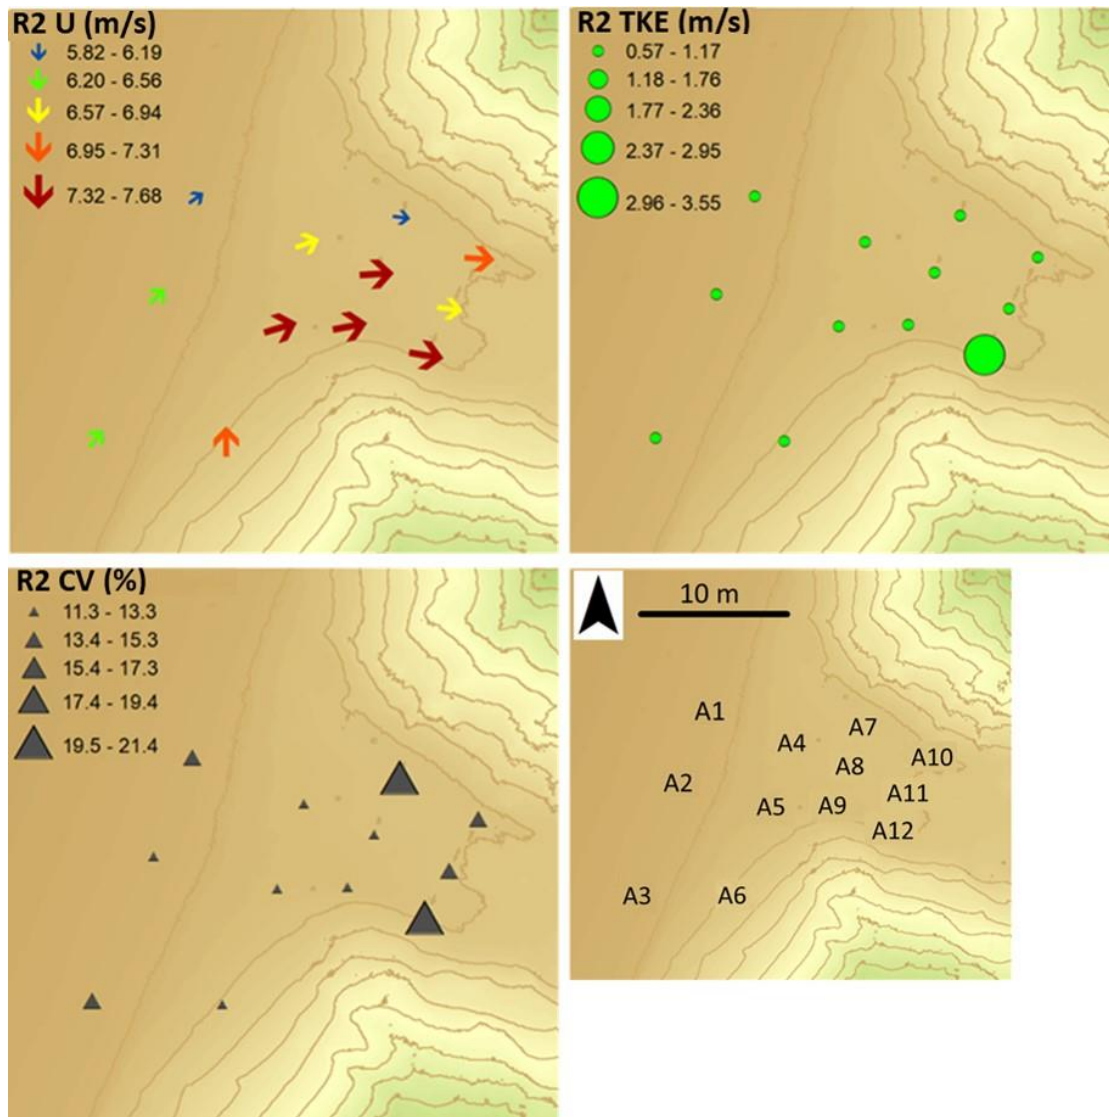 R2 U (m/s)
5.82 - 6.19
6.20 - 6.56
6.57 - 6.94
6.95 - 7.31
7.32 - 7.68
R2 TKE (m/s)
0.57 - 1.17
1.18 - 1.76
1.77 - 2.36
2.37 - 2.95
2.96 - 3.55
R2 CV (%)
11.3 - 13.3
13.4 - 15.3
15.4 - 17.3
17.4 - 19.4
19.5 - 21.4
10 m
A1
A7
A4
A10
A8
A2
A11
A5
A9
A12
A3
A6